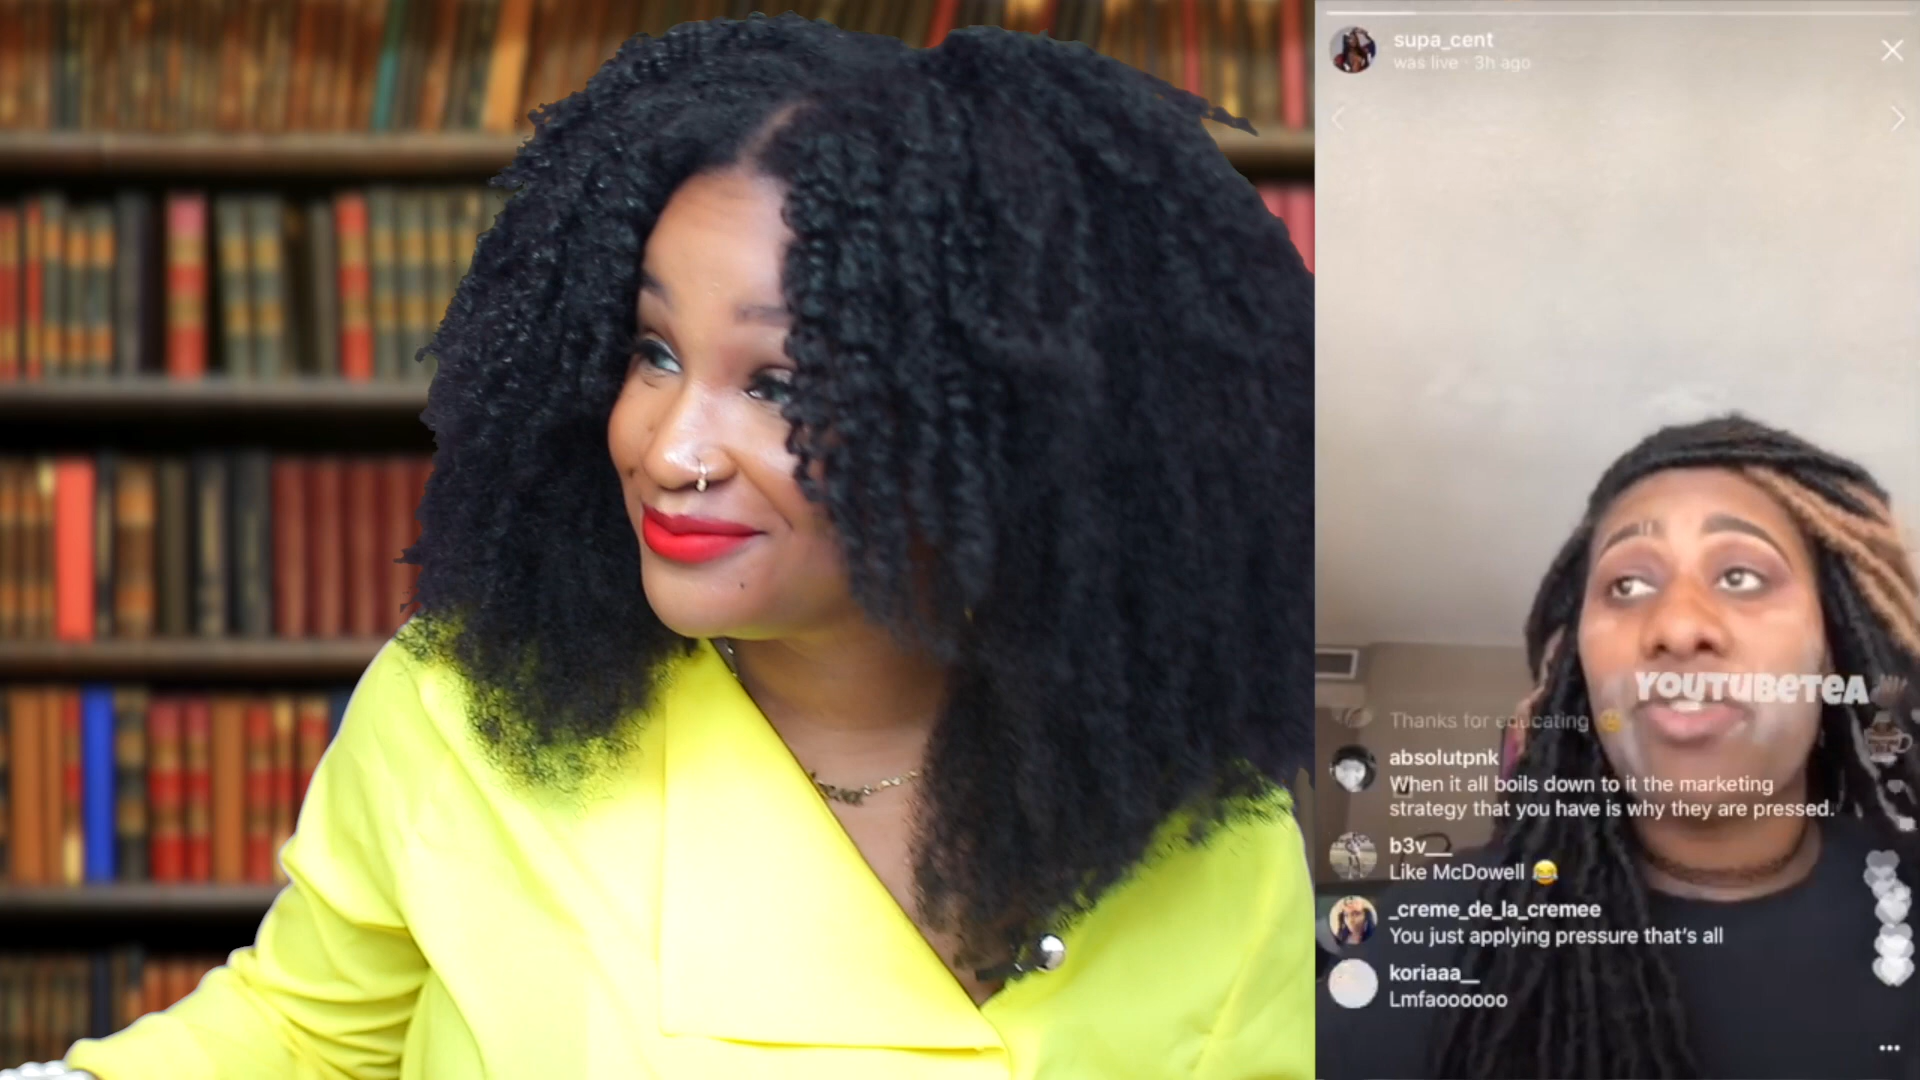 supa_cent
was live · 3h ago
YOUTUBETEA
Thanks for educating
absolutpnk
When it all boils down to it the marketing
strategy that you have is why they are pressed.
b3v__
Like McDowell 😂
_creme_de_la_cremee
You just applying pressure that's all
koriaaa__
Lmfaoooooo